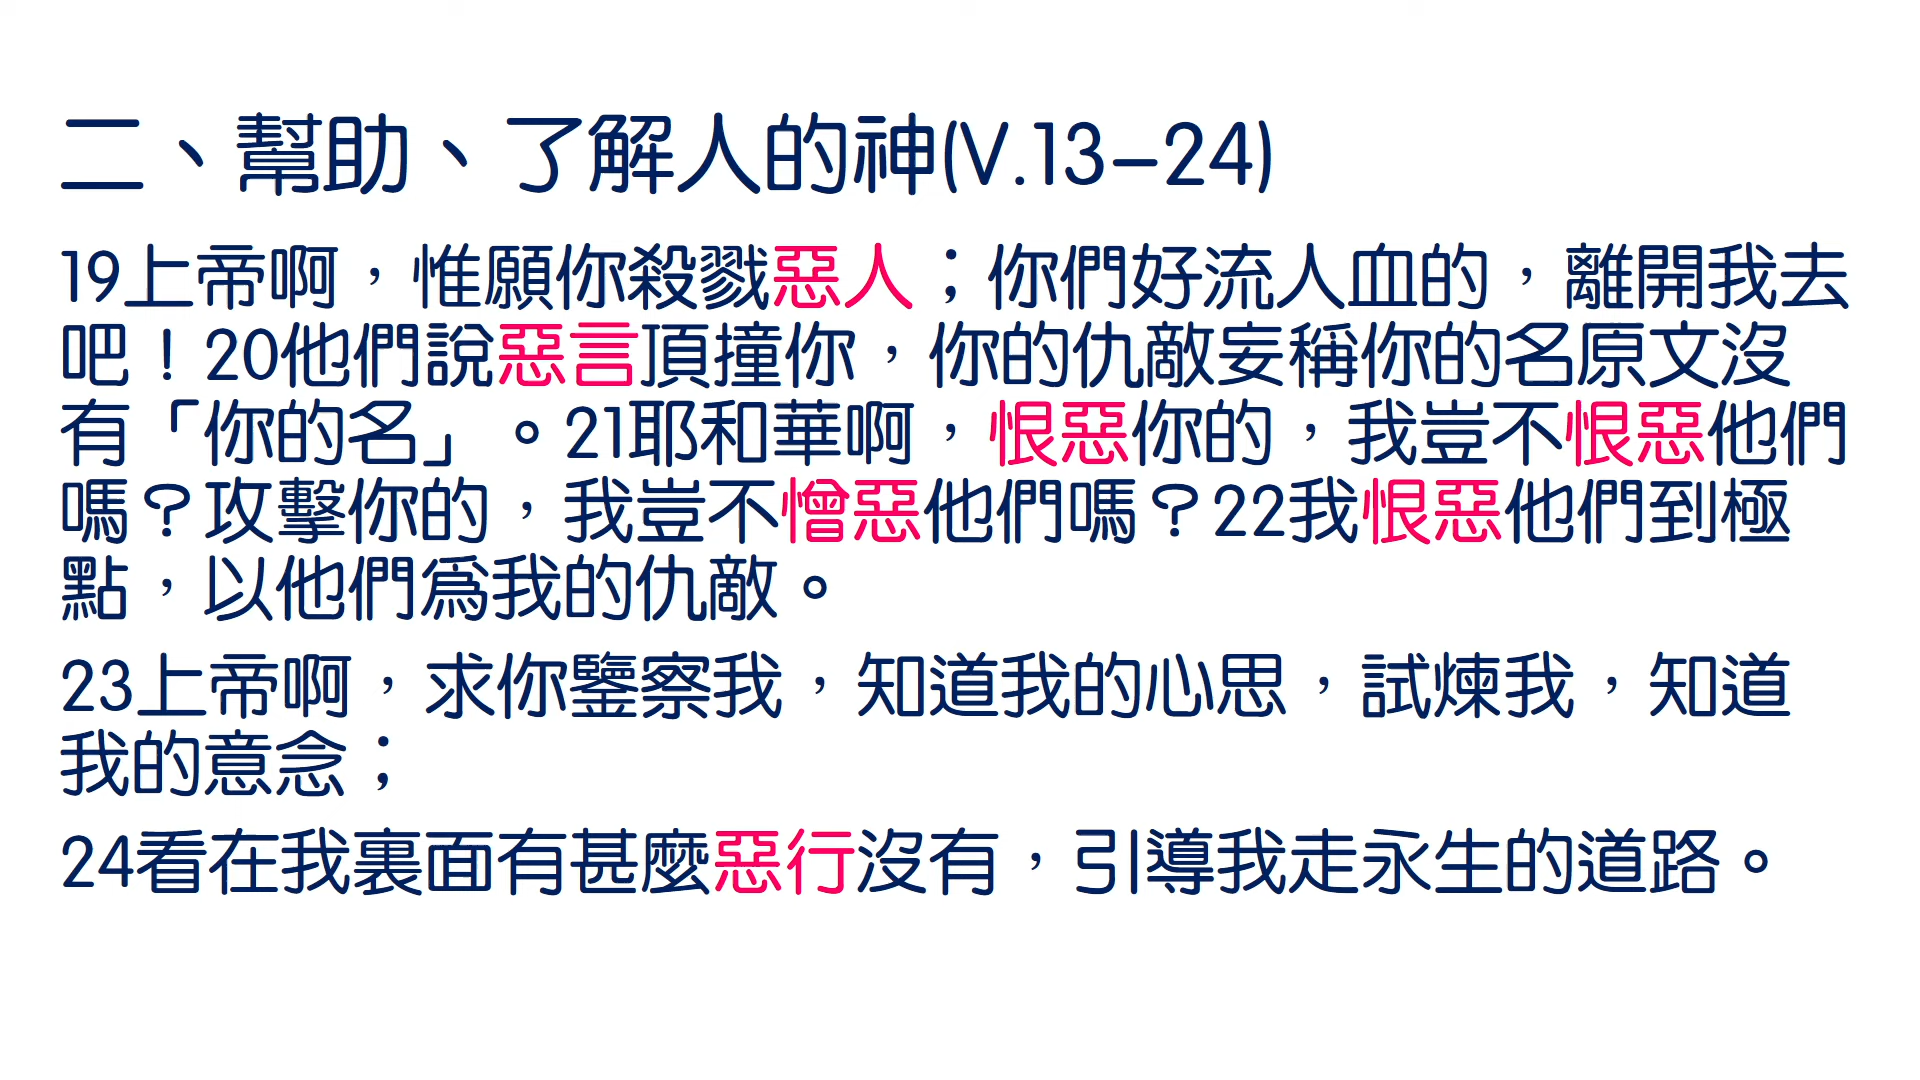 二、幫助、了解人的神(V.13-24)
19上帝啊，惟願你殺戮惡人；你們好流人血的，離開我去
吧！20他們說惡言頂撞你，你的仇敵妄稱你的名原文沒
有「你的名」。21耶和華啊，恨惡你的，我豈不恨惡他們
嗎？攻擊你的，我豈不憎惡他們嗎？22我恨惡他們到極
點，以他們為我的仇敵。
23上帝啊，求你鑒察我，知道我的心思，試煉我，知道
我的意念；
24看在我裏面有甚麼惡行沒有，引導我走永生的道路。